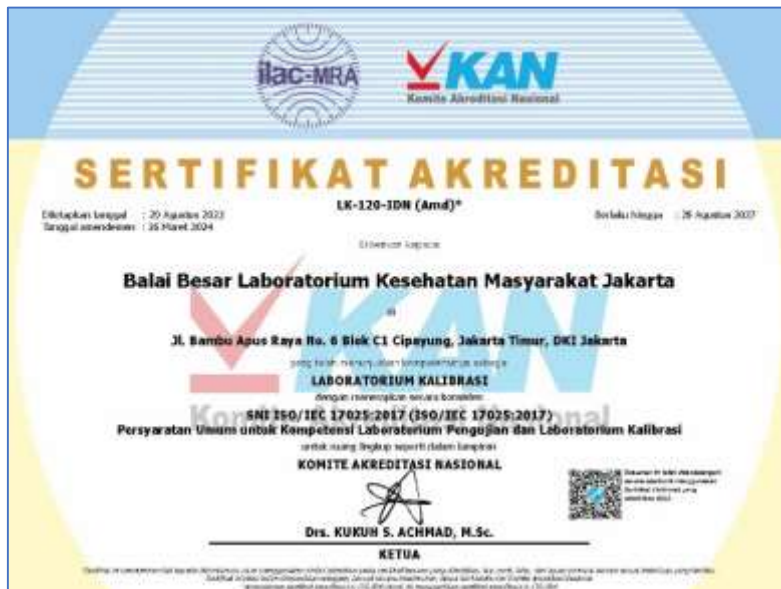 ilac-MRA
KAN
Komite Akreditasi Nasional
SERTIFIKAT AKREDITASI
LK-120-IDN (Amd)*
Ditetapkan tanggal : 29 Agustus 2022
Tanggal amendemen : 26 Maret 2024
Berlaku hingga : 28 Agustus 2027
Diberikan kepada
Balai Besar Laboratorium Kesehatan Masyarakat Jakarta
di
Jl. Bambu Apus Raya No. 6 Blok C1 Cipayung, Jakarta Timur, DKI Jakarta
yang telah menunjukkan kompetensinya sebagai
LABORATORIUM KALIBRASI
dengan menerapkan secara konsisten
SNI ISO/IEC 17025:2017 (ISO/IEC 17025:2017)
Persyaratan Umum untuk Kompetensi Laboratorium Pengujian dan Laboratorium Kalibrasi
untuk ruang lingkup seperti dalam lampiran
KOMITE AKREDITASI NASIONAL
Drs. KUKUH S. ACHMAD, M.Sc.
KETUA